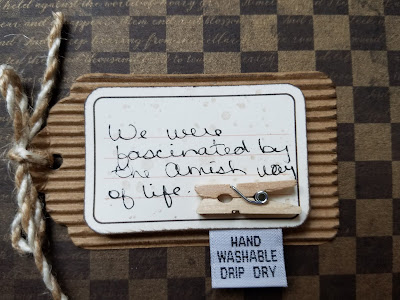 We were
fascinated by
the Amish way
of life.
HAND
WASHABLE
DRIP DRY